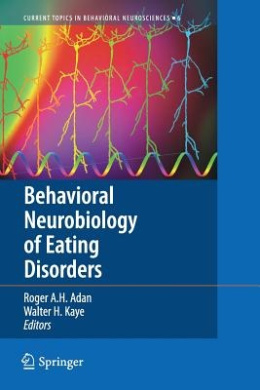 CURRENT TOPICS IN BEHAVIORAL NEUROSCIENCES • 6
Behavioral
Neurobiology
of Eating
Disorders
Roger A.H. Adan
Walter H. Kaye
Editors
Springer